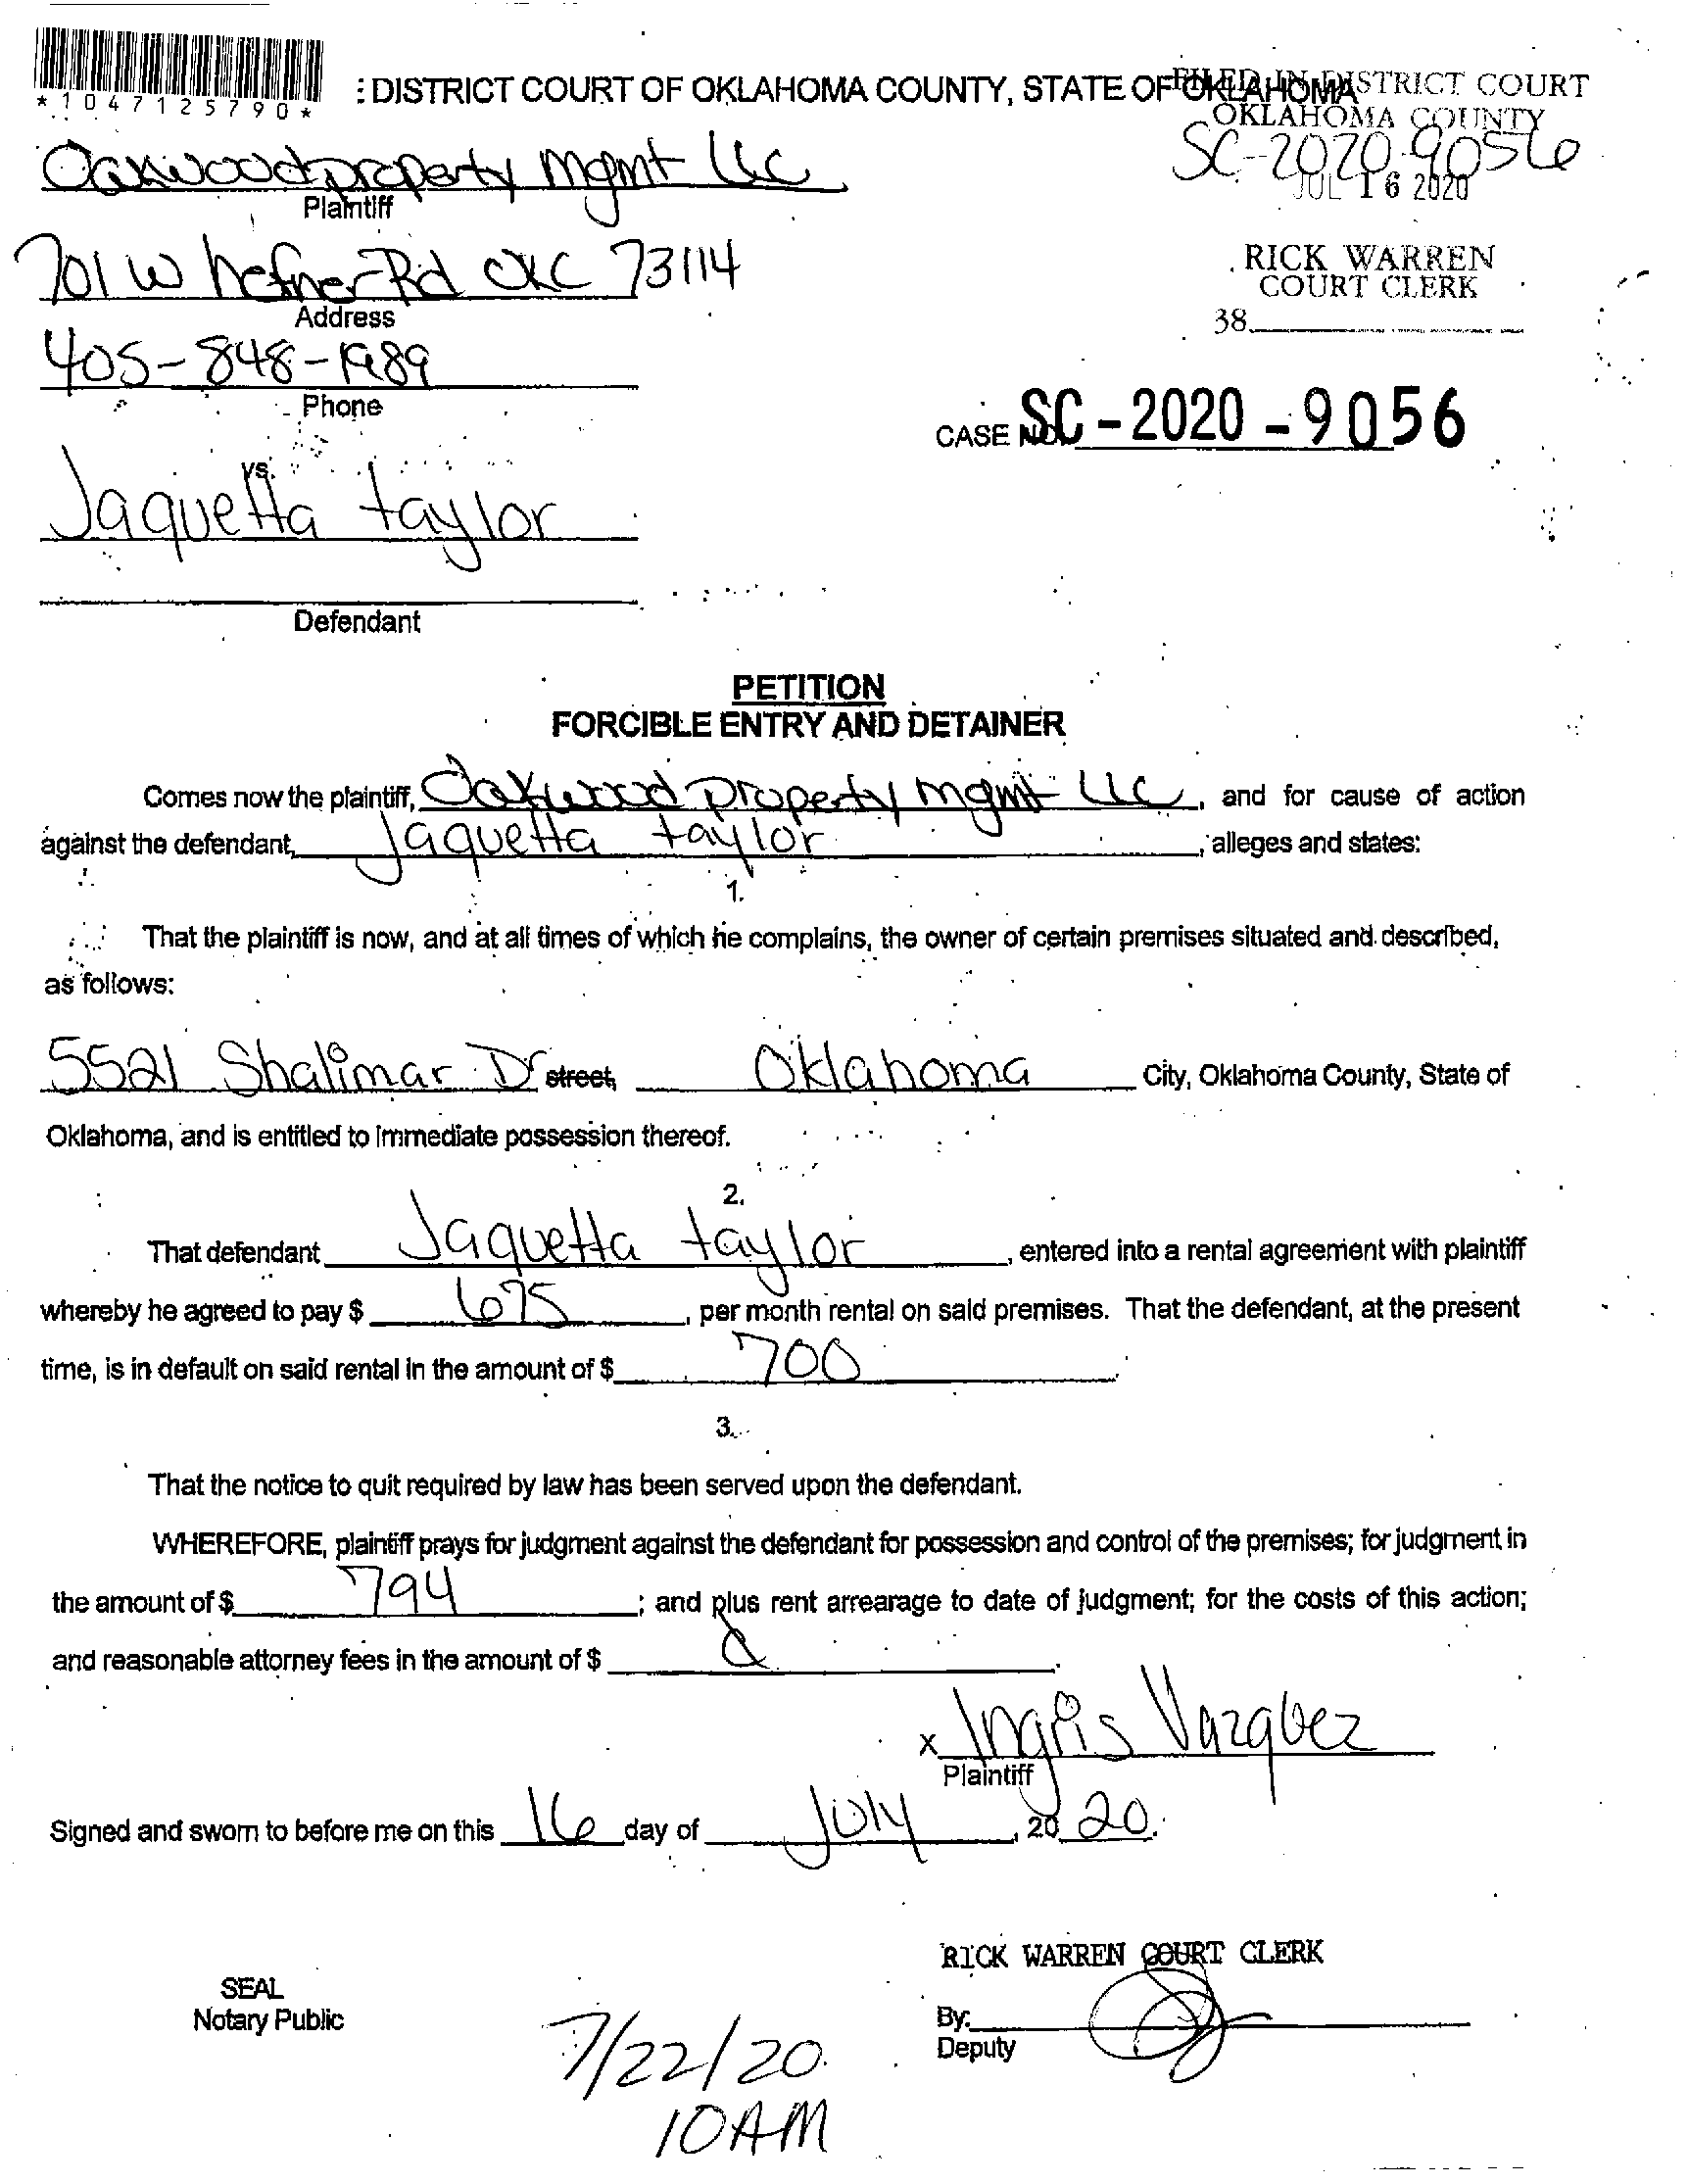 *1047125790*
: DISTRICT COURT OF OKLAHOMA COUNTY, STATE OF OKLAHOMA
FILED IN DISTRICT COURT
OKLAHOMA COUNTY
SC-2020-9056
JUL 16 2020
RICK WARREN
COURT CLERK
38
Oakwood property mgmt LLC
Plaintiff
701 W hefner Rd OKC 73114
Address
405-848-1989
Phone
CASE NO. SC-2020-9056
vs.
Jaquetta taylor
Defendant
PETITION
FORCIBLE ENTRY AND DETAINER
Comes now the plaintiff, Oakwood property mgmt LLC, and for cause of action
against the defendant, Jaquetta taylor, alleges and states:
1.
That the plaintiff is now, and at all times of which he complains, the owner of certain premises situated and described,
as follows:
5521 Shalimar Dr street, Oklahoma City, Oklahoma County, State of
Oklahoma, and is entitled to immediate possession thereof.
2.
That defendant Jaquetta taylor, entered into a rental agreement with plaintiff
whereby he agreed to pay $ 675, per month rental on said premises. That the defendant, at the present
time, is in default on said rental in the amount of $ 700.
3.
That the notice to quit required by law has been served upon the defendant.
WHEREFORE, plaintiff prays for judgment against the defendant for possession and control of the premises; for judgment in
the amount of $ 794; and plus rent arrearage to date of judgment; for the costs of this action;
and reasonable attorney fees in the amount of $
x Ingris Vazquez
Plaintiff
Signed and sworn to before me on this 16 day of July, 20 20.
RICK WARREN COURT CLERK
SEAL
Notary Public
By:
Deputy
7/22/20
10AM